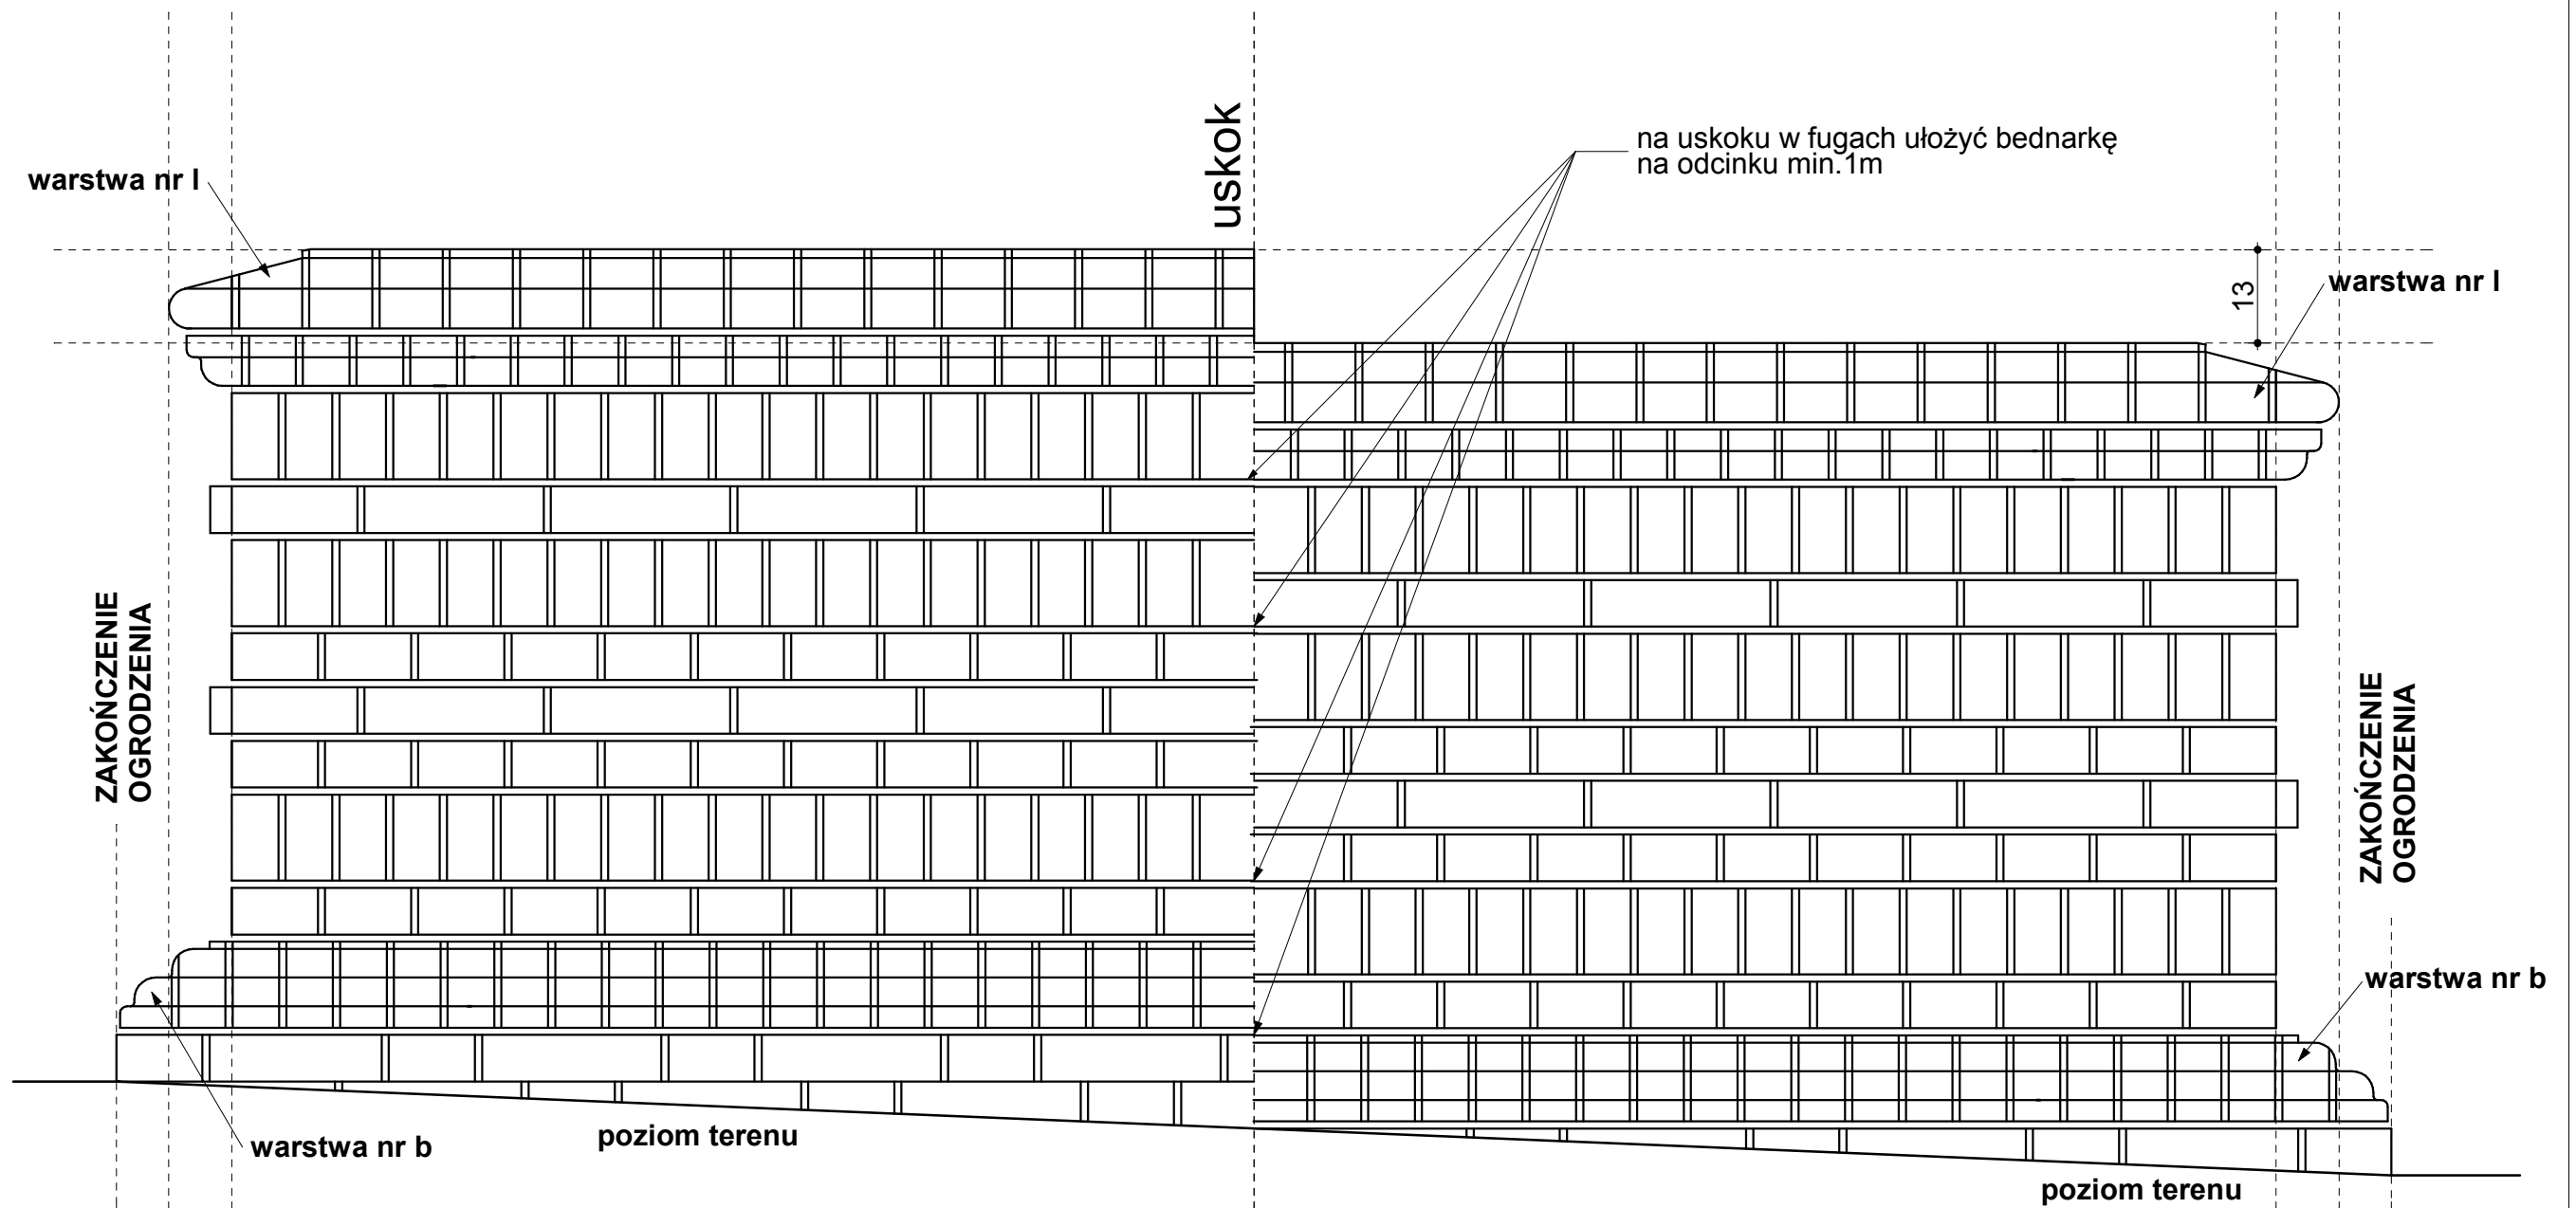 uskok
na uskoku w fugach ułożyć bednarkę
na odcinku min.1m
warstwa nr l
warstwa nr l
13
ZAKOŃCZENIE
OGRODZENIA
ZAKOŃCZENIE
OGRODZENIA
warstwa nr b
warstwa nr b
poziom terenu
poziom terenu